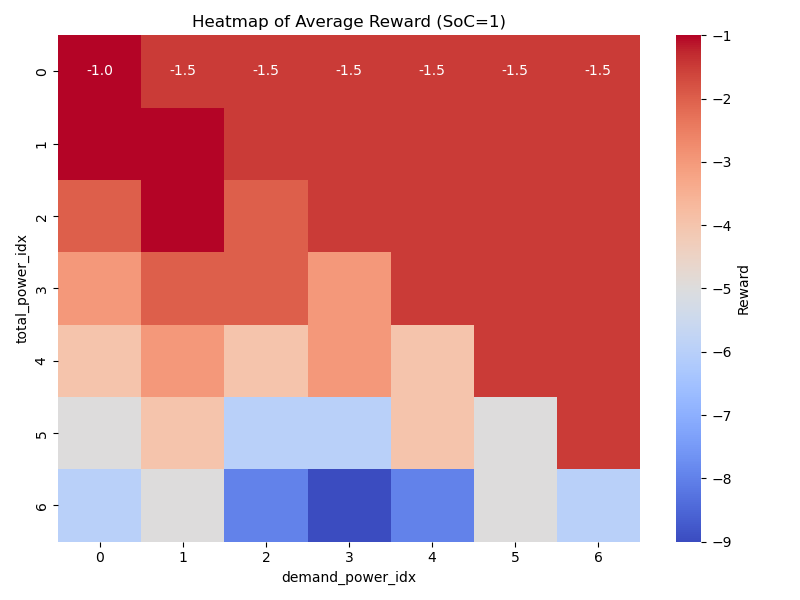 Heatmap of Average Reward (SoC=1)
-1.0 -1.5 -1.5 -1.5 -1.5 -1.5 -1.5
0
1
2
3
4
5
6
total_power_idx
0 1 2 3 4 5 6
demand_power_idx
−1
−2
−3
−4
−5
−6
−7
−8
−9
Reward